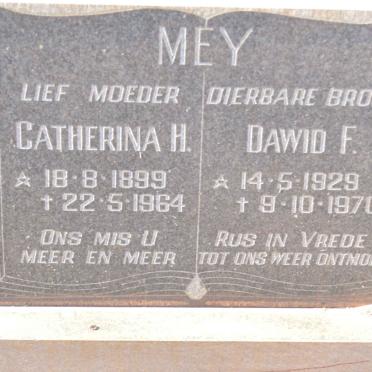 MEY
LIEF MOEDER
CATHERINA H.
☆ 18·8·1899
† 22·5·1964
ONS MIS U
MEER EN MEER
DIERBARE BRO
DAWID F.
☆ 14·5·1929
† 9·10·1970
RUS IN VREDE
TOT ONS WEER